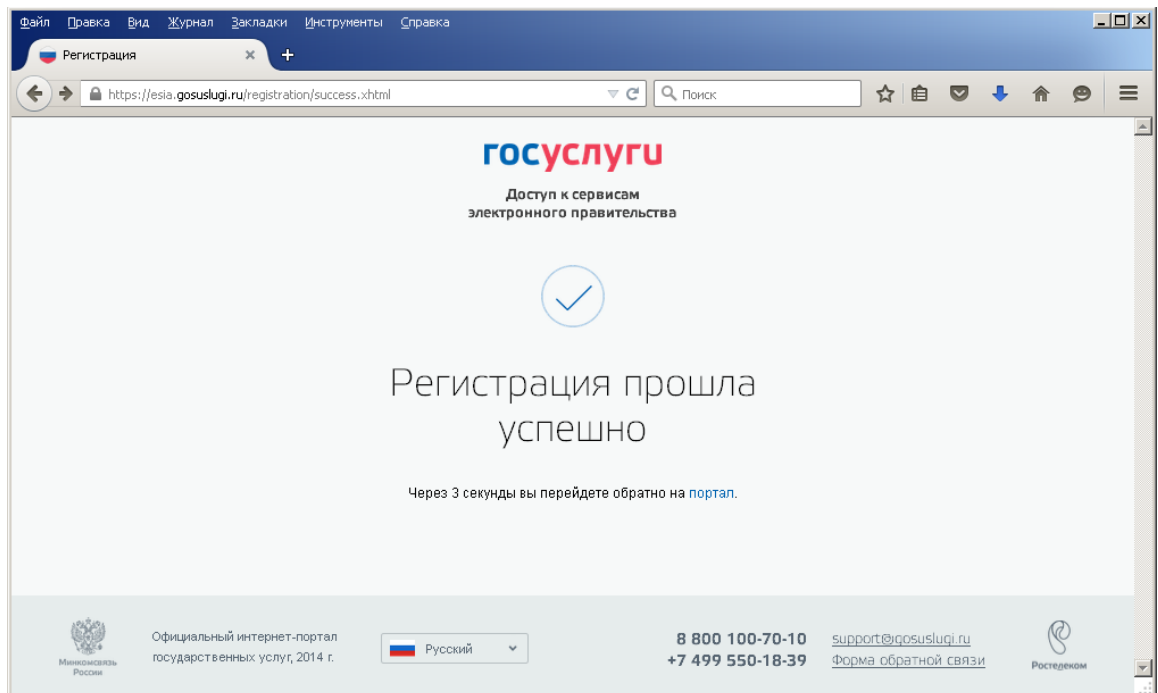 Файл Правка Вид Журнал Закладки Инструменты Справка
Регистрация
https://esia.gosuslugi.ru/registration/success.xhtml
Поиск
госуслуги
Доступ к сервисам
электронного правительства
Регистрация прошла
успешно
Через 3 секунды вы перейдете обратно на портал.
Минкомсвязь
России
Официальный интернет-портал
государственных услуг, 2014 г.
Русский
8 800 100-70-10
+7 499 550-18-39
support@gosuslugi.ru
Форма обратной связи
Ростелеком